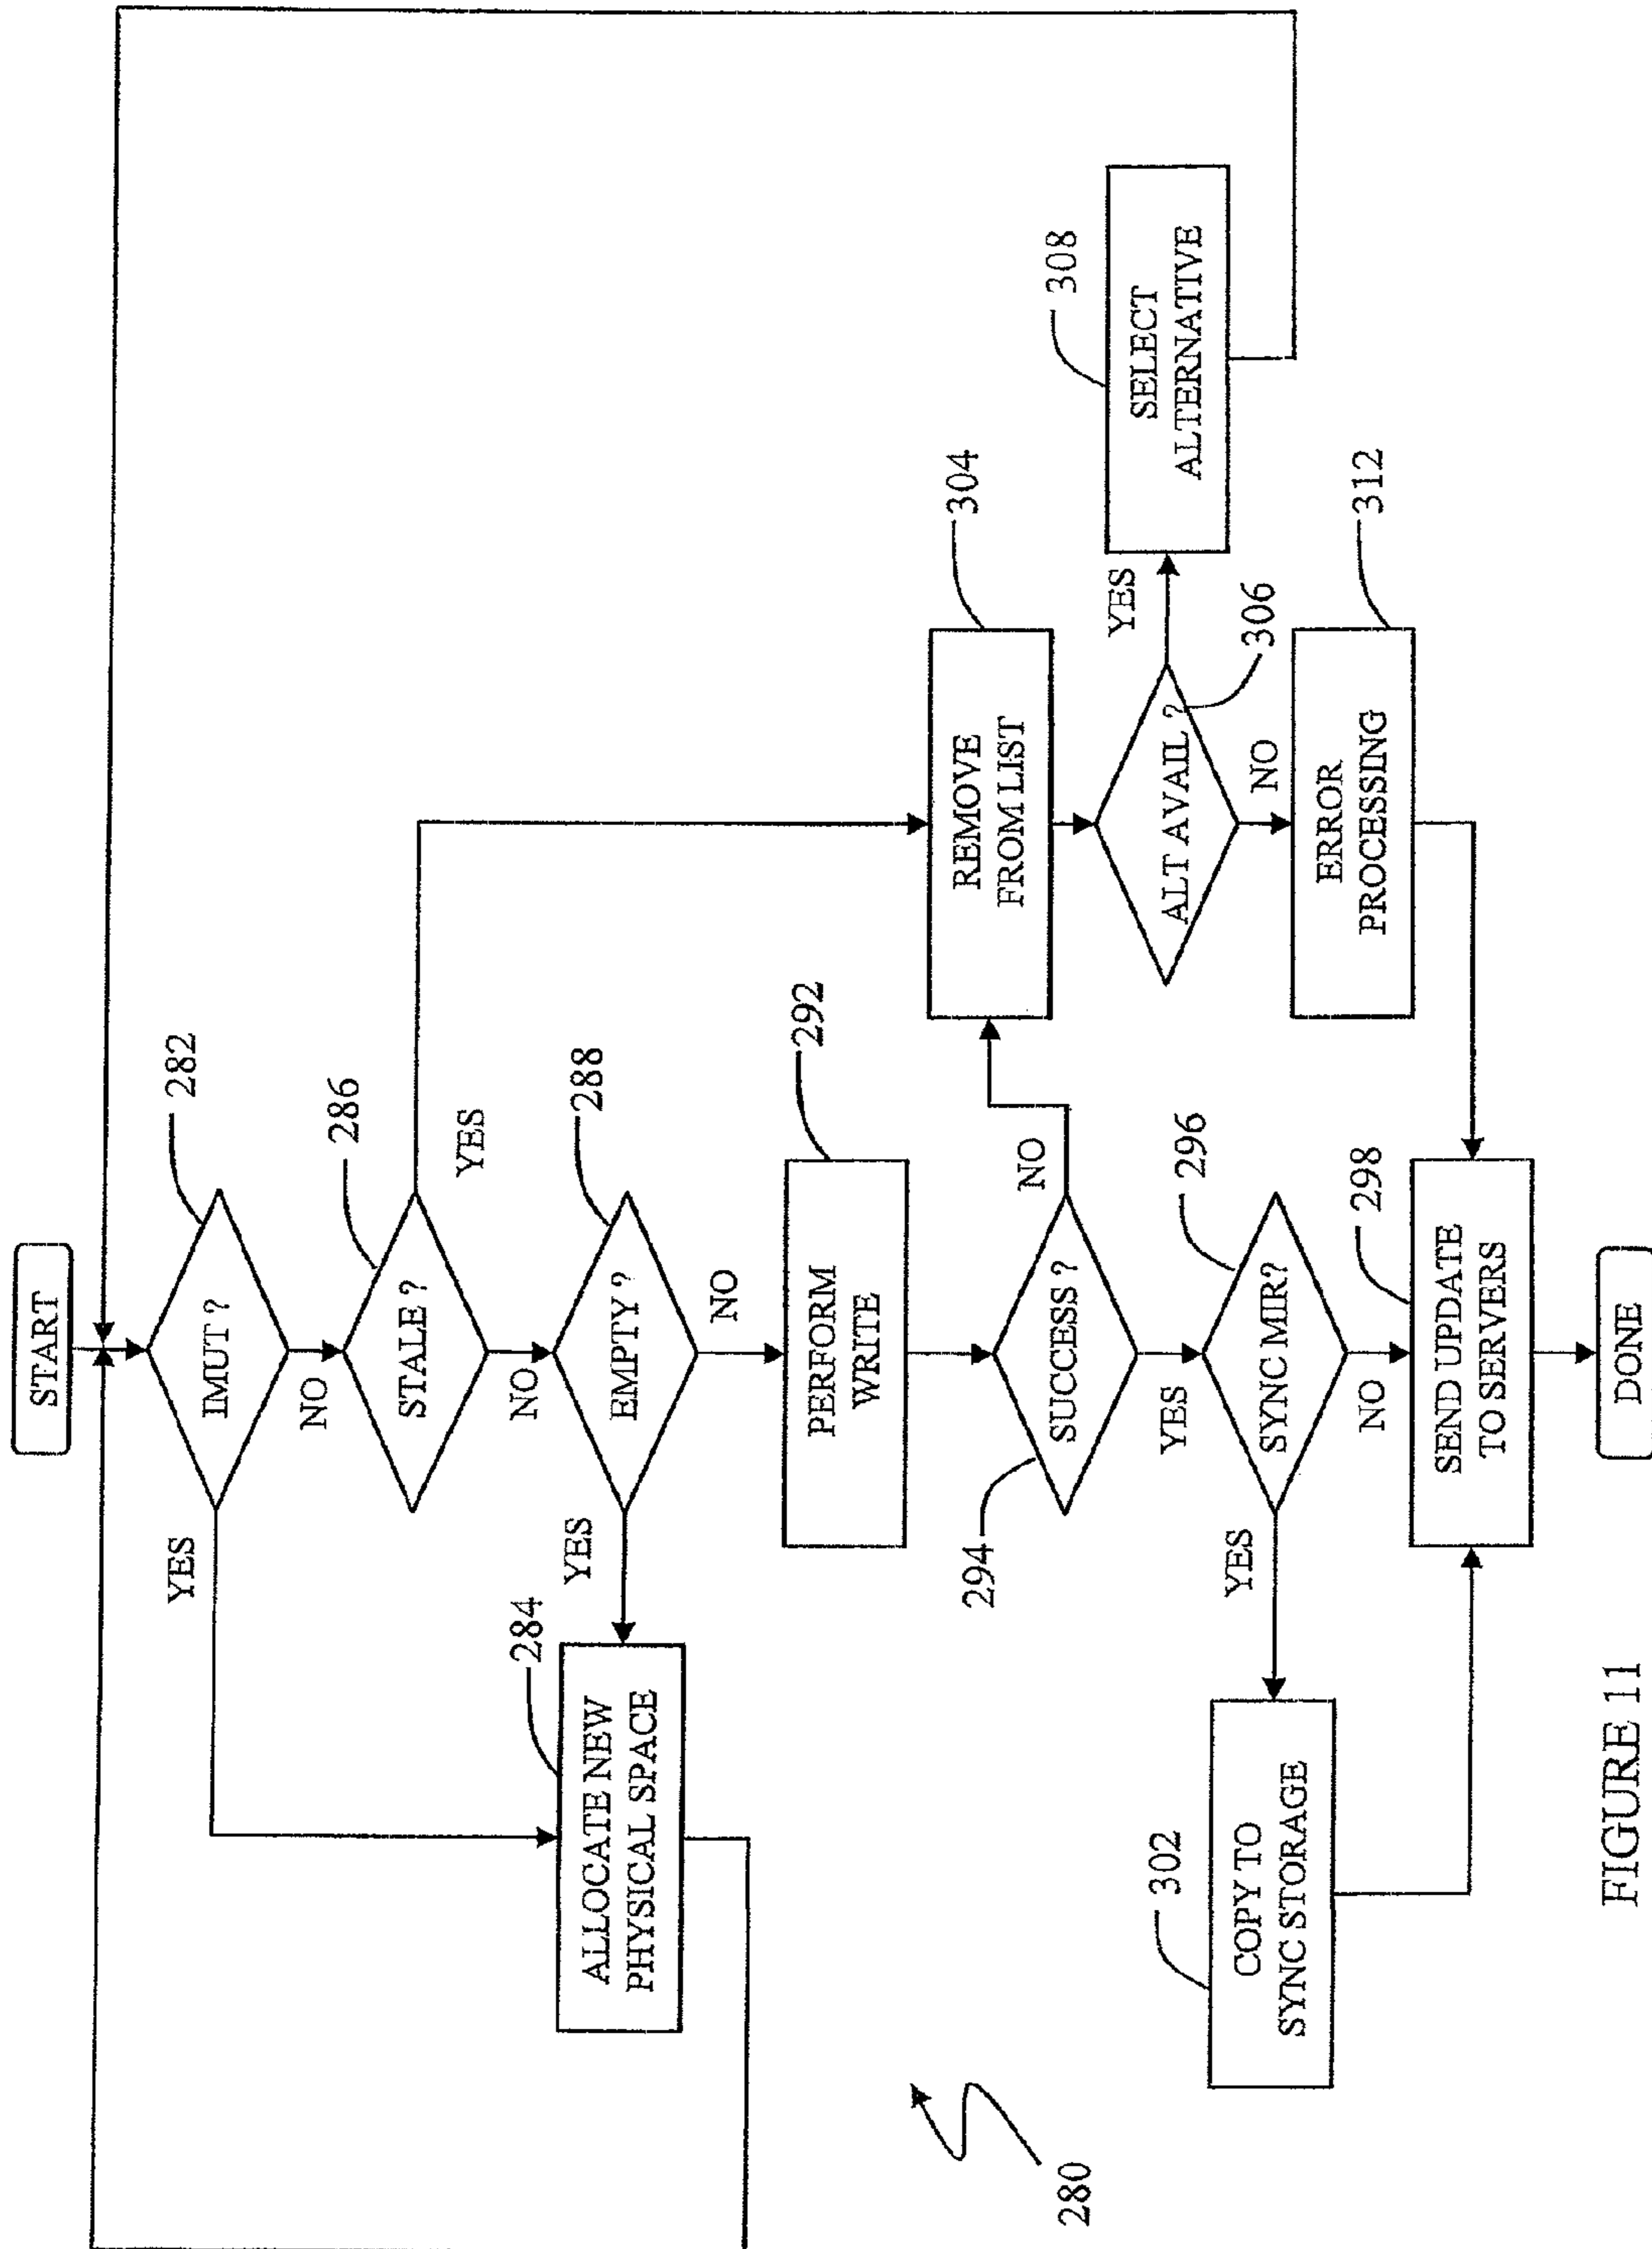 START
IMUT ?
282
YES
NO
STALE ?
286
YES
NO
EMPTY ?
288
YES
NO
284
ALLOCATE NEW
PHYSICAL SPACE
PERFORM
WRITE
292
SUCCESS ?
294
NO
YES
REMOVE
FROM LIST
304
ALT AVAIL ?
306
YES
NO
SELECT
ALTERNATIVE
308
ERROR
PROCESSING
312
SYNC MIR?
296
YES
NO
COPY TO
SYNC STORAGE
302
SEND UPDATE
TO SERVERS
298
DONE
280
FIGURE 11